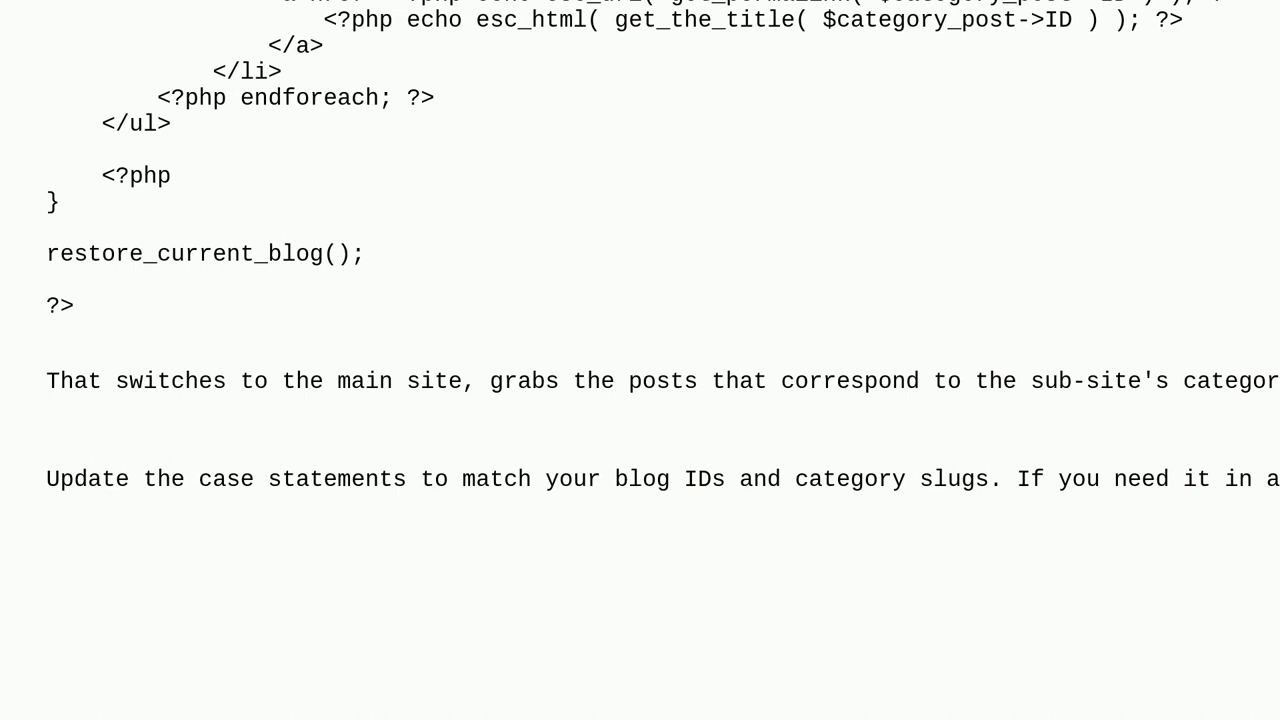 <?php echo esc_html( get_the_title( $category_post->ID ) ); ?>
</a>
</li>
<?php endforeach; ?>
</ul>
<?php
}
restore_current_blog();
?>
That switches to the main site, grabs the posts that correspond to the sub-site's categor
Update the case statements to match your blog IDs and category slugs. If you need it in a